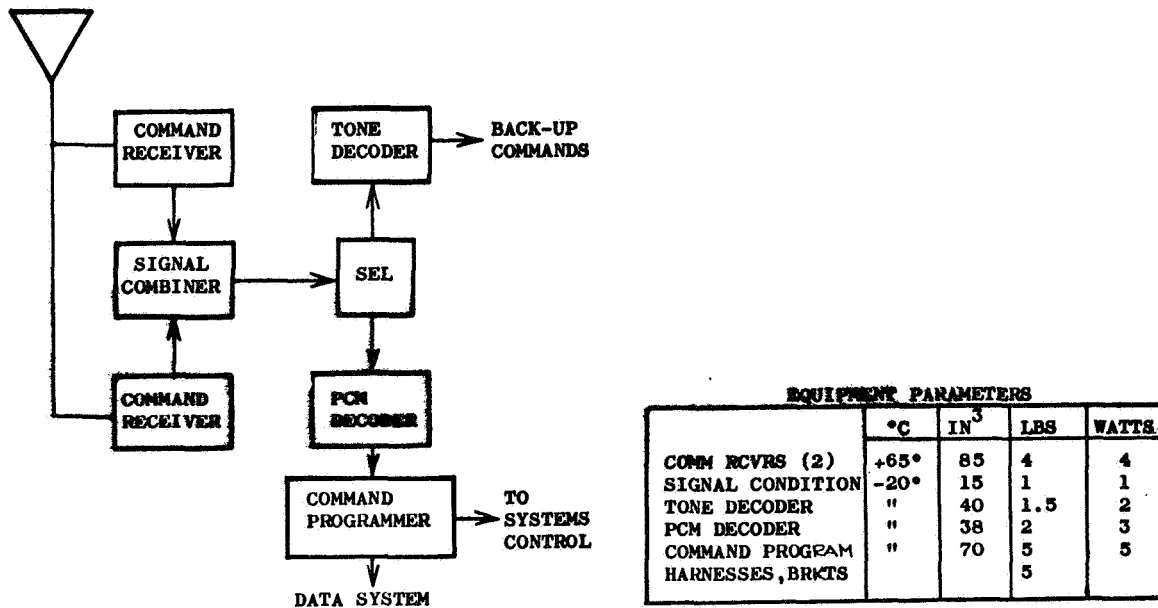 COMMAND
RECEIVER
TONE
DECODER
BACK-UP
COMMANDS
SIGNAL
COMBINER
SEL
COMMAND
RECEIVER
PCM
DECODER
COMMAND
PROGRAMMER
TO
SYSTEMS
CONTROL
DATA SYSTEM
EQUIPMENT PARAMETERS
°C IN³ LBS WATTS
COMM RCVRS (2) +65° 85 4 4
SIGNAL CONDITION -20° 15 1 1
TONE DECODER " 40 1.5 2
PCM DECODER " 38 2 3
COMMAND PROGRAM " 70 5 5
HARNESSES,BRKTS 5